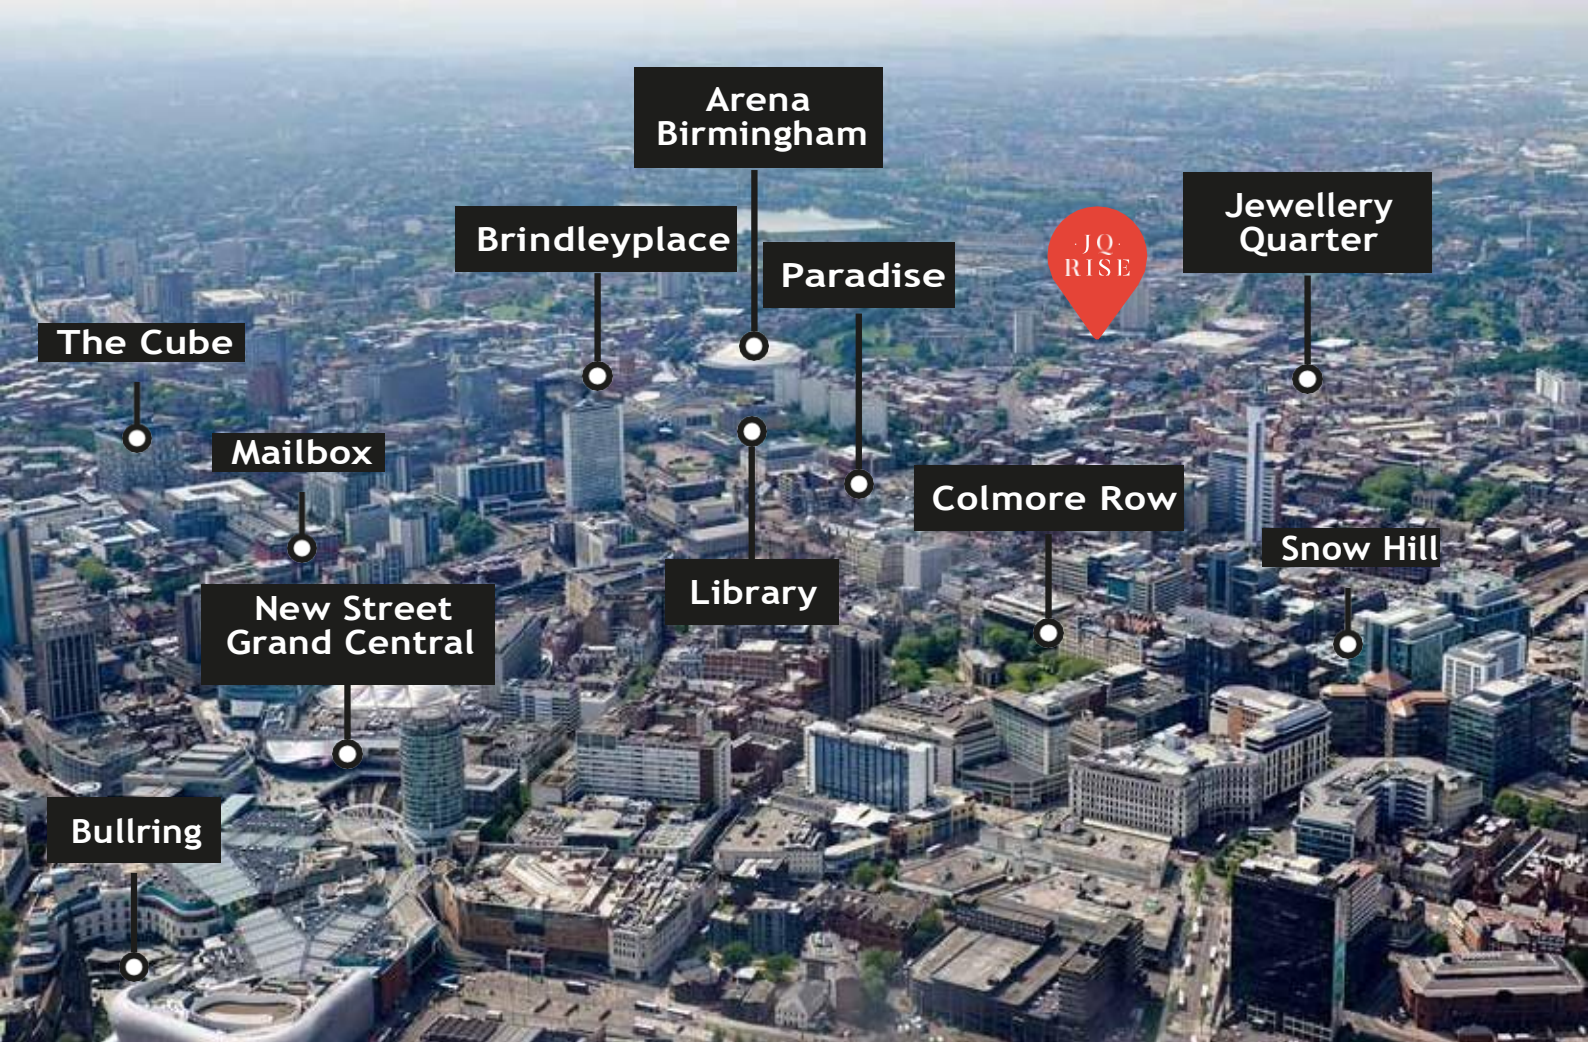 Arena
Birmingham
Jewellery
Quarter
Brindleyplace
Paradise
·JQ·
RISE
The Cube
Mailbox
Colmore Row
Snow Hill
Library
New Street
Grand Central
Bullring